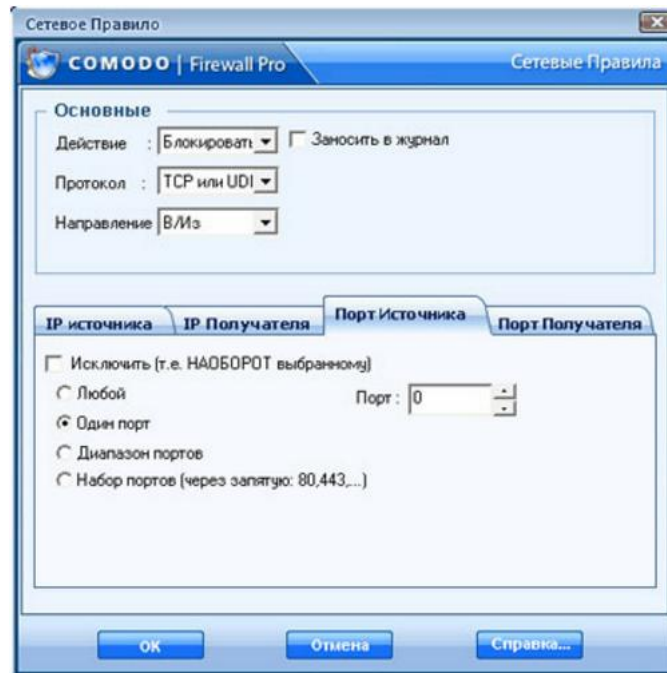 Сетевое Правило
COMODO | Firewall Pro
Сетевые Правила
Основные
Действие : Блокироват Заносить в журнал
Протокол : TCP или UDI
Направление В/Из
IP источника IP Получателя Порт Источника Порт Получателя
Исключить (т.е. НАОБОРОТ выбранному)
Любой Порт : 0
Один порт
Диапазон портов
Набор портов (через запятую: 80,443,...)
OK Отмена Справка...